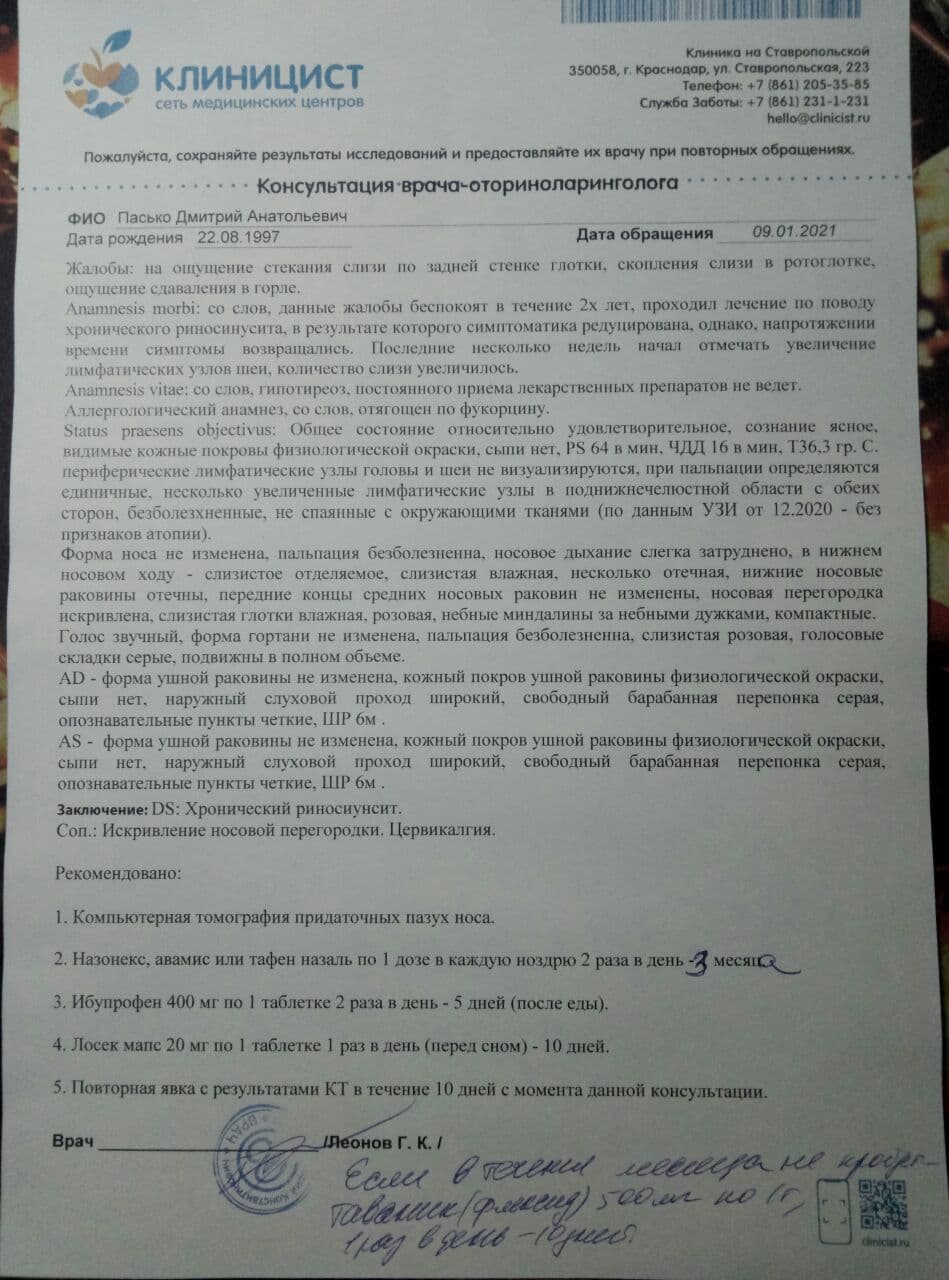 КЛИНИЦИСТ
сеть медицинских центров
Клиника на Ставропольской
350058, г. Краснодар, ул. Ставропольская, 223
Телефон: +7 (861) 205-35-85
Служба Заботы: +7 (861) 231-1-231
hello@clinicist.ru
Пожалуйста, сохраняйте результаты исследований и предоставляйте их врачу при повторных обращениях.
Консультация врача-оториноларинголога
ФИО Пасько Дмитрий Анатольевич
Дата рождения 22.08.1997 Дата обращения 09.01.2021
Жалобы: на ощущение стекания слизи по задней стенке глотки, скопления слизи в ротоглотке,
ощущение сдаваления в горле.
Anamnesis morbi: со слов, данные жалобы беспокоят в течение 2х лет, проходил лечение по поводу
хронического риносинусита, в результате которого симптоматика редуцирована, однако, напротяжении
времени симптомы возвращались. Последние несколько недель начал отмечать увеличение
лимфатических узлов шеи, количество слизи увеличилось.
Anamnesis vitae: со слов, гипотиреоз, постоянного приема лекарственных препаратов не ведет.
Аллергологический анамнез, со слов, отягощен по фукорцину.
Status praesens objectivus: Общее состояние относительно удовлетворительное, сознание ясное,
видимые кожные покровы физиологической окраски, сыпи нет, PS 64 в мин, ЧДД 16 в мин, Т36,3 гр. С.
периферические лимфатические узлы головы и шеи не визуализируются, при пальпации определяются
единичные, несколько увеличенные лимфатические узлы в поднижнечелюстной области с обеих
сторон, безболезхненные, не спаянные с окружающими тканями (по данным УЗИ от 12.2020 - без
признаков атопии).
Форма носа не изменена, пальпация безболезненна, носовое дыхание слегка затруднено, в нижнем
носовом ходу - слизистое отделяемое, слизистая влажная, несколько отечная, нижние носовые
раковины отечны, передние концы средних носовых раковин не изменены, носовая перегородка
искривлена, слизистая глотки влажная, розовая, небные миндалины за небными дужками, компактные.
Голос звучный, форма гортани не изменена, пальпация безболезненна, слизистая розовая, голосовые
складки серые, подвижны в полном объеме.
AD - форма ушной раковины не изменена, кожный покров ушной раковины физиологической окраски,
сыпи нет, наружный слуховой проход широкий, свободный барабанная перепонка серая,
опознавательные пункты четкие, ШР 6м .
AS - форма ушной раковины не изменена, кожный покров ушной раковины физиологической окраски,
сыпи нет, наружный слуховой проход широкий, свободный барабанная перепонка серая,
опознавательные пункты четкие, ШР 6м .
Заключение: DS: Хронический риносиунсит.
Соп.: Искривление носовой перегородки. Цервикалгия.
Рекомендовано:
1. Компьютерная томография придаточных пазух носа.
2. Назонекс, авамис или тафен назаль по 1 дозе в каждую ноздрю 2 раза в день -3 месяца
3. Ибупрофен 400 мг по 1 таблетке 2 раза в день - 5 дней (после еды).
4. Лосек мапс 20 мг по 1 таблетке 1 раз в день (перед сном) - 10 дней.
5. Повторная явка с результатами КТ в течение 10 дней с момента данной консультации.
Врач /Леонов Г. К. /
Если в течении месяца не
таваник (флексид) 500мг по 1т,
1 раз в день - 10 дней.
clinicist.ru